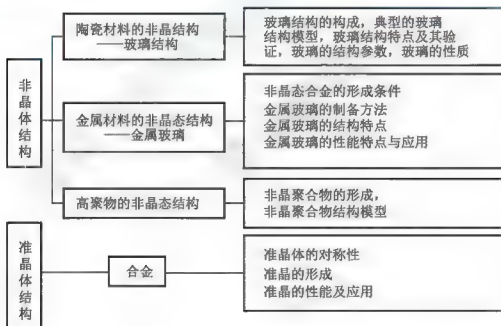 非晶体结构
陶瓷材料的非晶结构
——玻璃结构
玻璃结构的构成，典型的玻璃
结构模型，玻璃结构特点及其验
证，玻璃的结构参数，玻璃的性质
金属材料的非晶态结构
——金属玻璃
非晶态合金的形成条件
金属玻璃的制备方法
金属玻璃的结构特点
金属玻璃的性能特点与应用
高聚物的非晶态结构
非晶聚合物的形成，
非晶聚合物结构模型
准晶体结构
合金
准晶体的对称性
准晶的形成
准晶的性能及应用